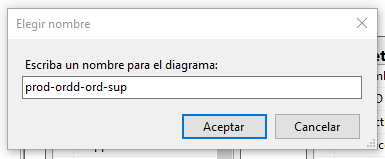 Elegir nombre
Escriba un nombre para el diagrama:
prod-ordd-ord-sup
Aceptar
Cancelar